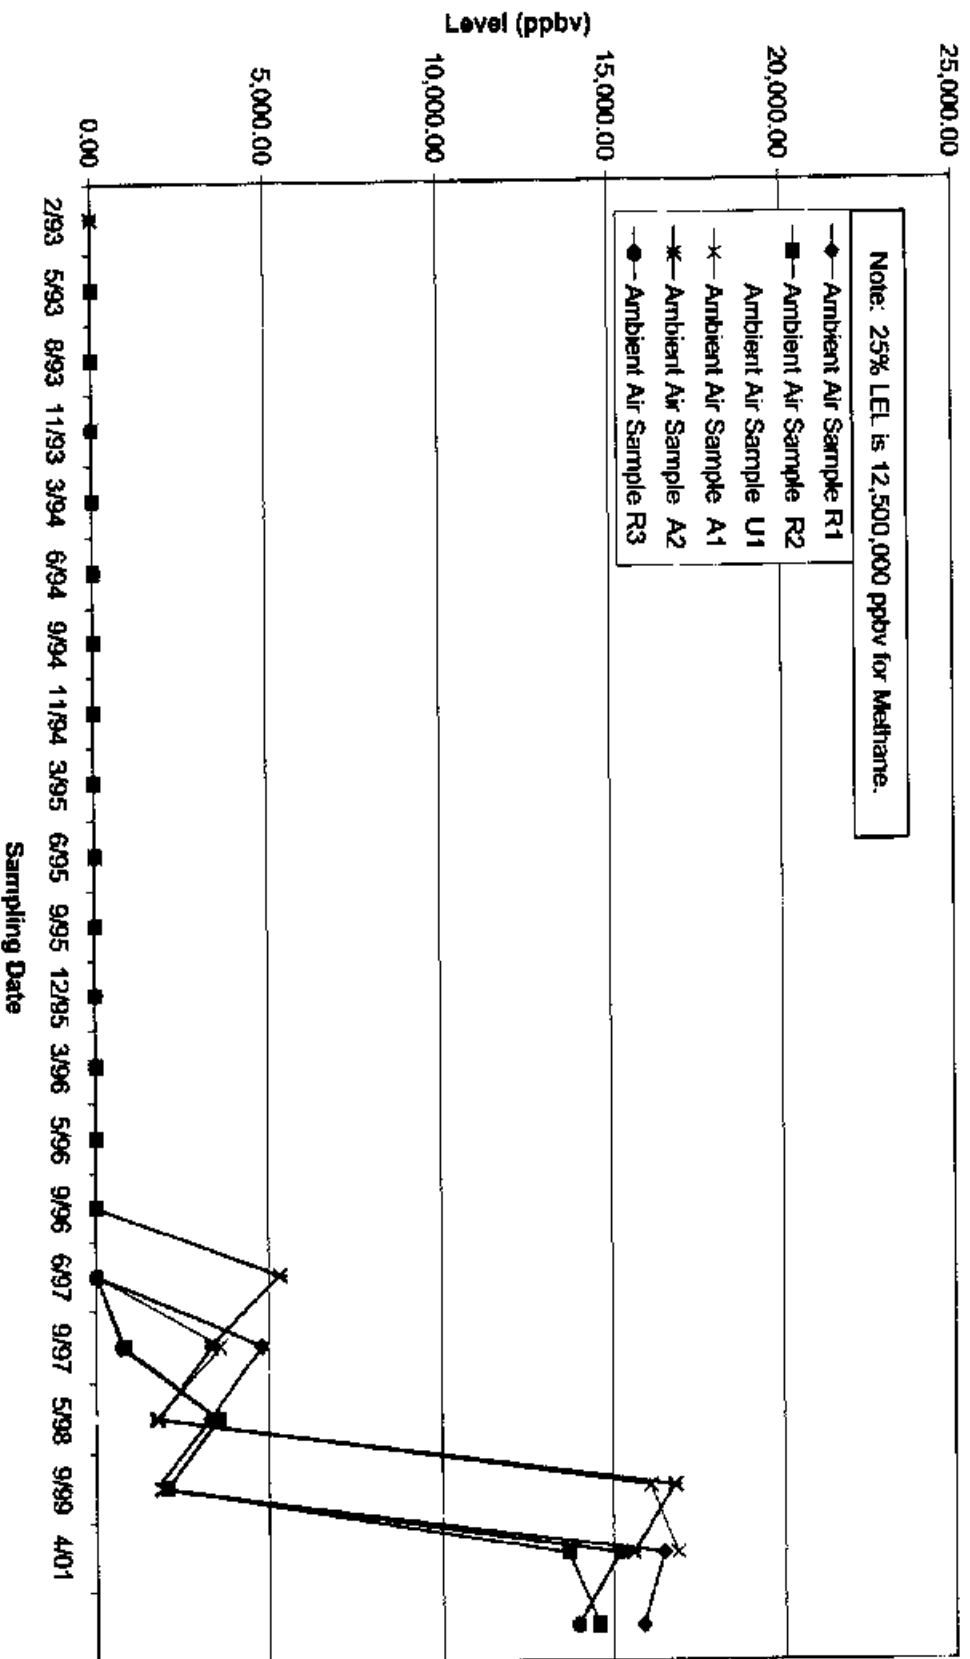 Level (ppbv)
25,000.00
20,000.00
15,000.00
10,000.00
5,000.00
0.00
Note: 25% LEL is 12,500,000 ppbv for Methane.
Ambient Air Sample R1
Ambient Air Sample R2
Ambient Air Sample U1
Ambient Air Sample A1
Ambient Air Sample A2
Ambient Air Sample R3
2/93 5/93 8/93 11/93 3/94 6/94 9/94 11/94 3/95 6/95 9/95 12/95 3/96 5/96 9/96 6/97 9/97 5/98 9/99 4/01
Sampling Date